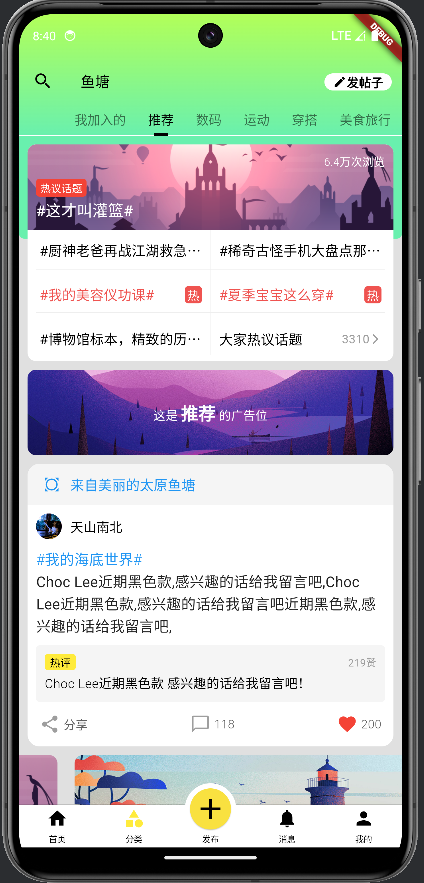 8:40
LTE
DEBUG
鱼塘
发帖子
我加入的 推荐 数码 运动 穿搭 美食旅行
6.4万次浏览
热议话题
#这才叫灌篮#
#厨神老爸再战江湖救急… #稀奇古怪手机大盘点那…
#我的美容仪功课# 热 #夏季宝宝这么穿# 热
#博物馆标本，精致的历… 大家热议话题 3310
这是 推荐 的广告位
来自美丽的太原鱼塘
天山南北
#我的海底世界#
Choc Lee近期黑色款,感兴趣的话给我留言吧,Choc
Lee近期黑色款,感兴趣的话给我留言吧近期黑色款,感
兴趣的话给我留言吧,
热评 219赞
Choc Lee近期黑色款 感兴趣的话给我留言吧!
分享 118 200
首页 分类 发布 消息 我的